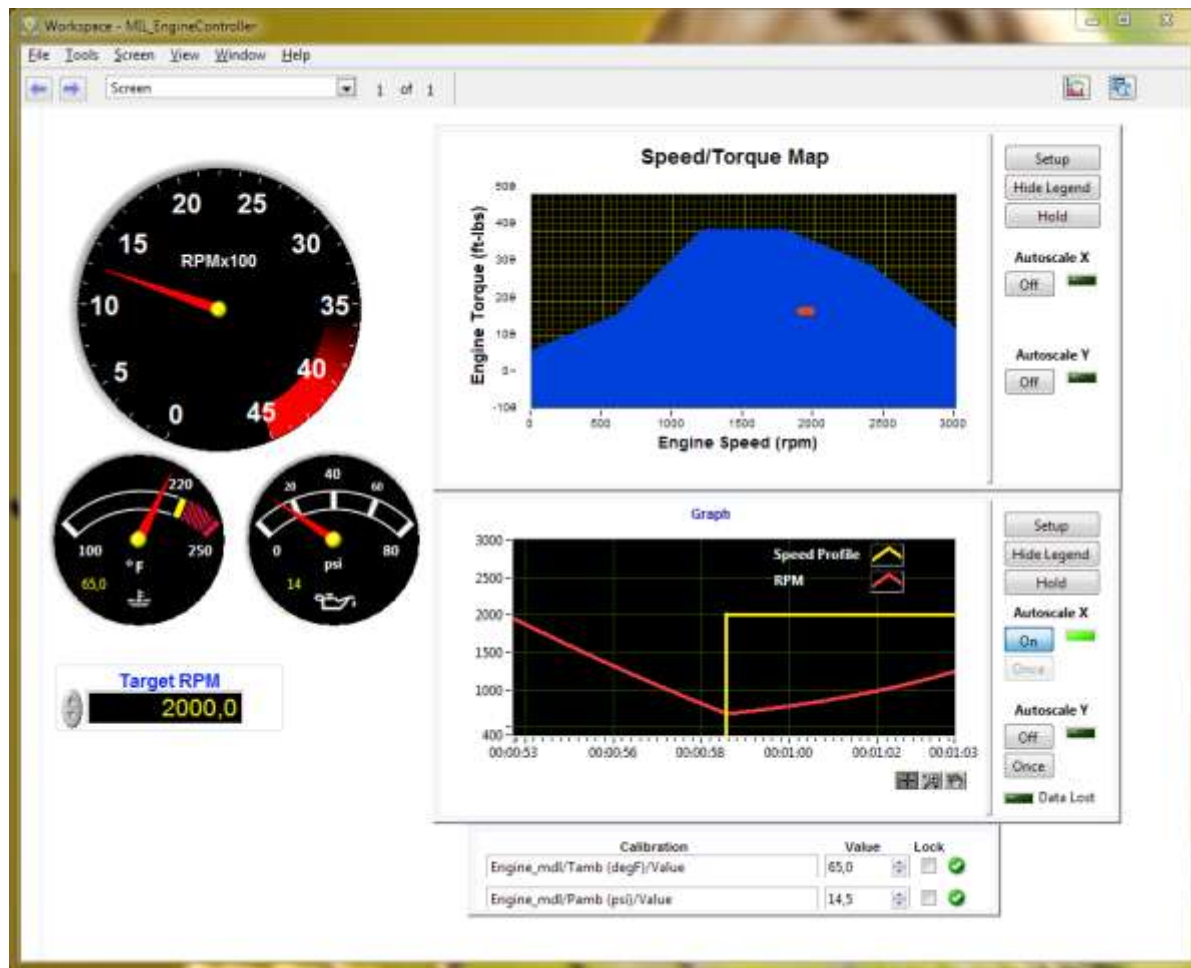 Workspace - MIL_EngineController
File Tools Screen View Window Help
Screen 1 of 1
20 25
15 30
RPMx100
10 35
5 40
0 45
220
100 250
°F
65,0
40
20 60
0 80
psi
14
Target RPM
2000,0
Speed/Torque Map
Engine Torque (ft-lbs)
500
400
300
200
100
0
-100
0 500 1000 1500 2000 2500 3000
Engine Speed (rpm)
Setup
Hide Legend
Hold
Autoscale X
Off
Autoscale Y
Off
Graph
Speed Profile
RPM
3000
2500
2000
1500
1000
400
00:00:53 00:00:56 00:00:58 00:01:00 00:01:02 00:01:03
Setup
Hide Legend
Hold
Autoscale X
On
Once
Autoscale Y
Off
Once
Data Lost
Calibration Value Lock
Engine_mdl/Tamb (degF)/Value 65,0
Engine_mdl/Pamb (psi)/Value 14,5